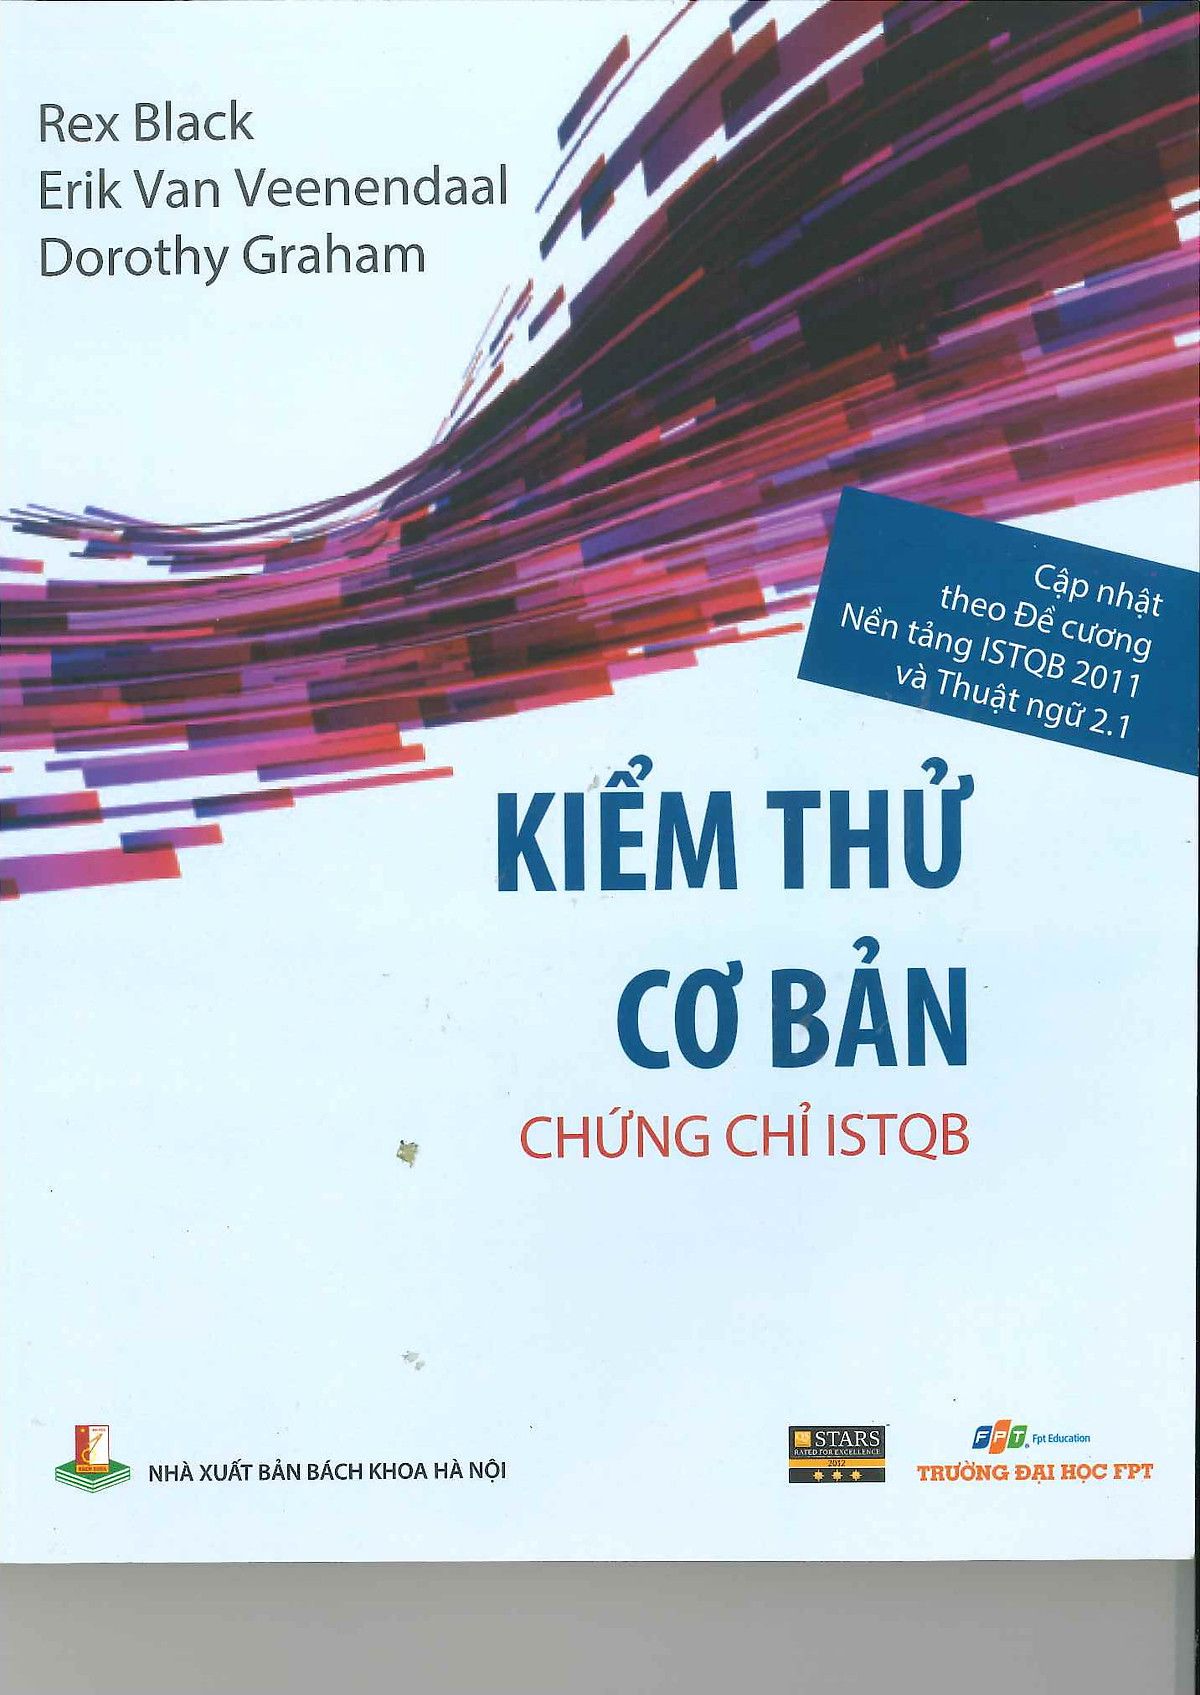 Rex Black
Erik Van Veenendaal
Dorothy Graham
Cập nhật
theo Đề cương
Nền tảng ISTQB 2011
và Thuật ngữ 2.1
KIỂM THỬ
CƠ BẢN
CHỨNG CHỈ ISTQB
NHÀ XUẤT BẢN BÁCH KHOA HÀ NỘI
STARS
RATED FOR EXCELLENCE
2012
FPT Fpt Education
TRƯỜNG ĐẠI HỌC FPT